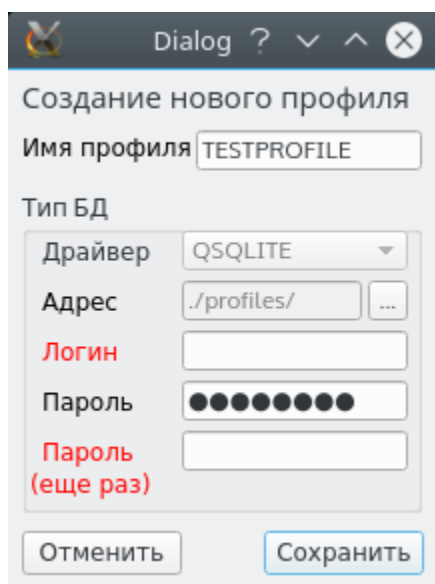 Dialog ?
Создание нового профиля
Имя профиля TESTPROFILE
Тип БД
Драйвер QSQLITE
Адрес ./profiles/ ...
Логин
Пароль ●●●●●●●●
Пароль
(еще раз)
Отменить Сохранить